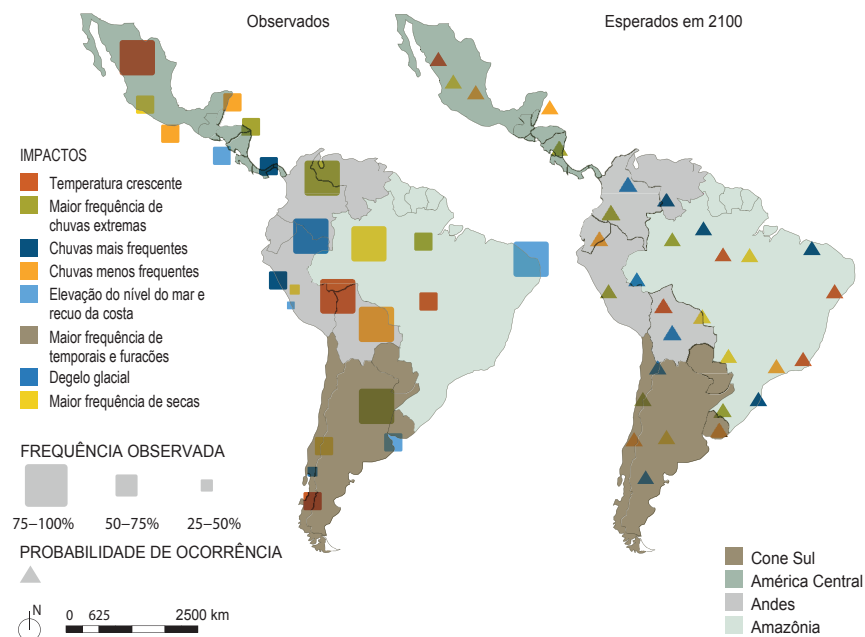 Observados
Esperados em 2100
IMPACTOS
Temperatura crescente
Maior frequência de
chuvas extremas
Chuvas mais frequentes
Chuvas menos frequentes
Elevação do nível do mar e
recuo da costa
Maior frequência de
temporais e furacões
Degelo glacial
Maior frequência de secas
FREQUÊNCIA OBSERVADA
75–100%
50–75%
25–50%
PROBABILIDADE DE OCORRÊNCIA
N
0 625 2500 km
Cone Sul
América Central
Andes
Amazônia